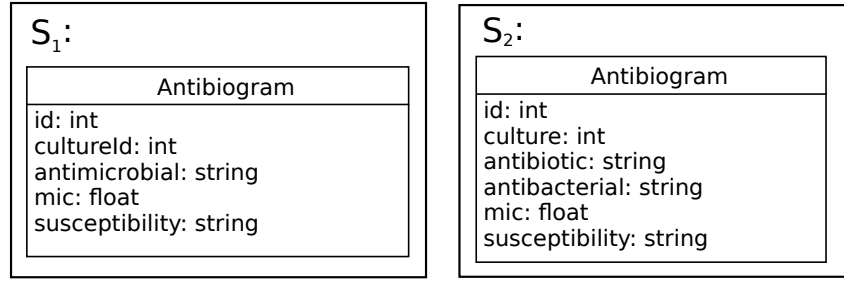 S₁:
Antibiogram
id: int
cultureId: int
antimicrobial: string
mic: float
susceptibility: string
S₂:
Antibiogram
id: int
culture: int
antibiotic: string
antibacterial: string
mic: float
susceptibility: string